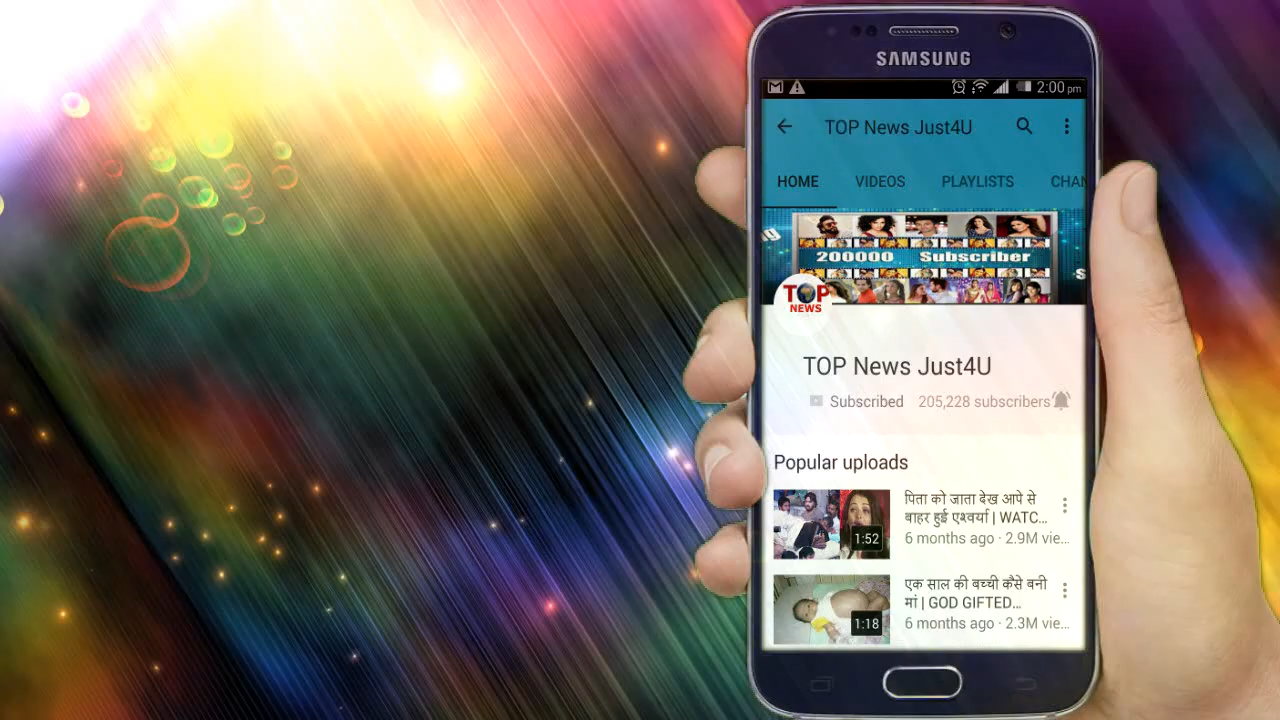 SAMSUNG
2:00 pm
TOP News Just4U
HOME VIDEOS PLAYLISTS CHAN
200000 Subscriber
TOP
NEWS
TOP News Just4U
Subscribed 205,228 subscribers
Popular uploads
पिता को जाता देख आपे से
बाहर हुई एश्वर्या | WATC...
6 months ago · 2.9M vie...
1:52
एक साल की बच्ची कैसे बनी
मां | GOD GIFTED...
6 months ago · 2.3M vie...
1:18